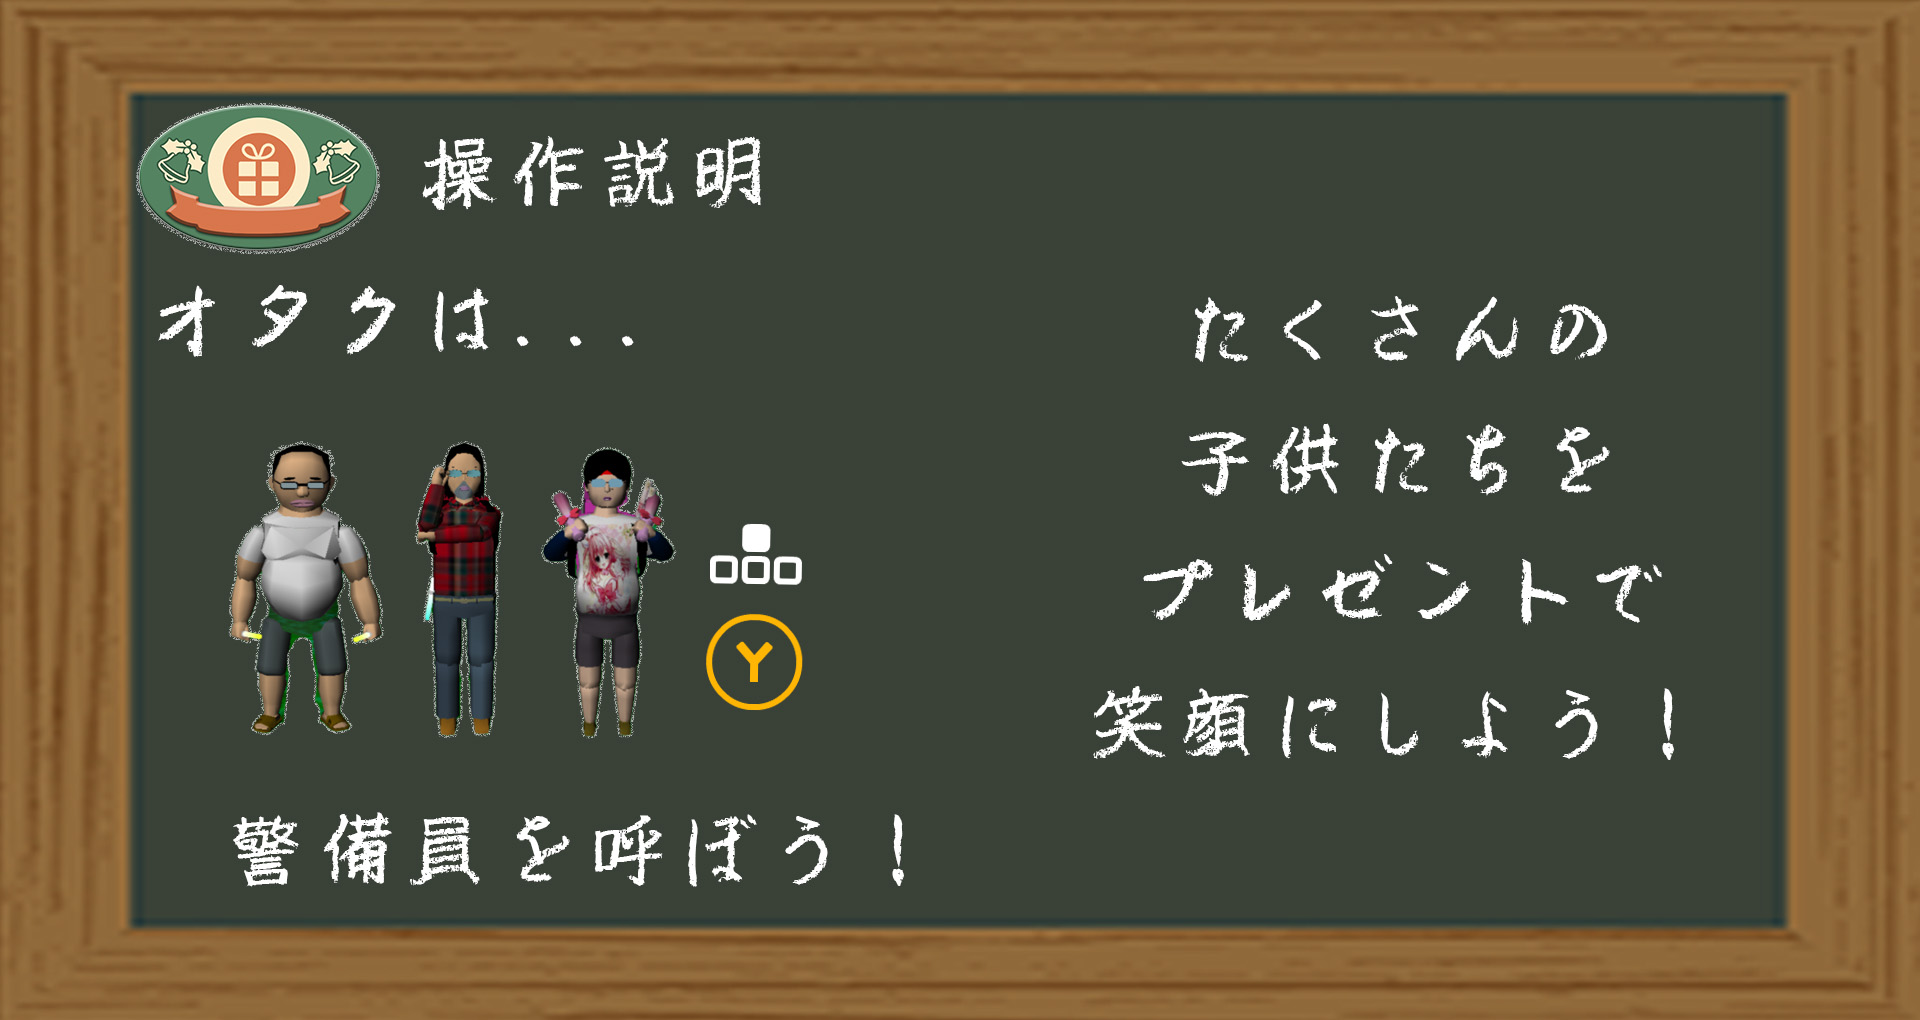 操作説明
オタクは...
Y
警備員を呼ぼう！
たくさんの
子供たちを
プレゼントで
笑顔にしよう！